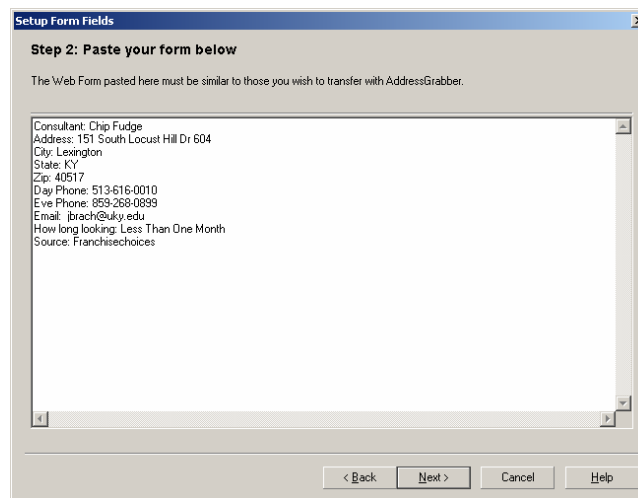 Setup Form Fields
Step 2: Paste your form below
The Web Form pasted here must be similar to those you wish to transfer with AddressGrabber.
Consultant: Chip Fudge
Address: 151 South Locust Hill Dr 604
City: Lexington
State: KY
Zip: 40517
Day Phone: 513-616-0010
Eve Phone: 859-268-0899
Email: jbrach@uky.edu
How long looking: Less Than One Month
Source: Franchisechoices
< Back Next > Cancel Help